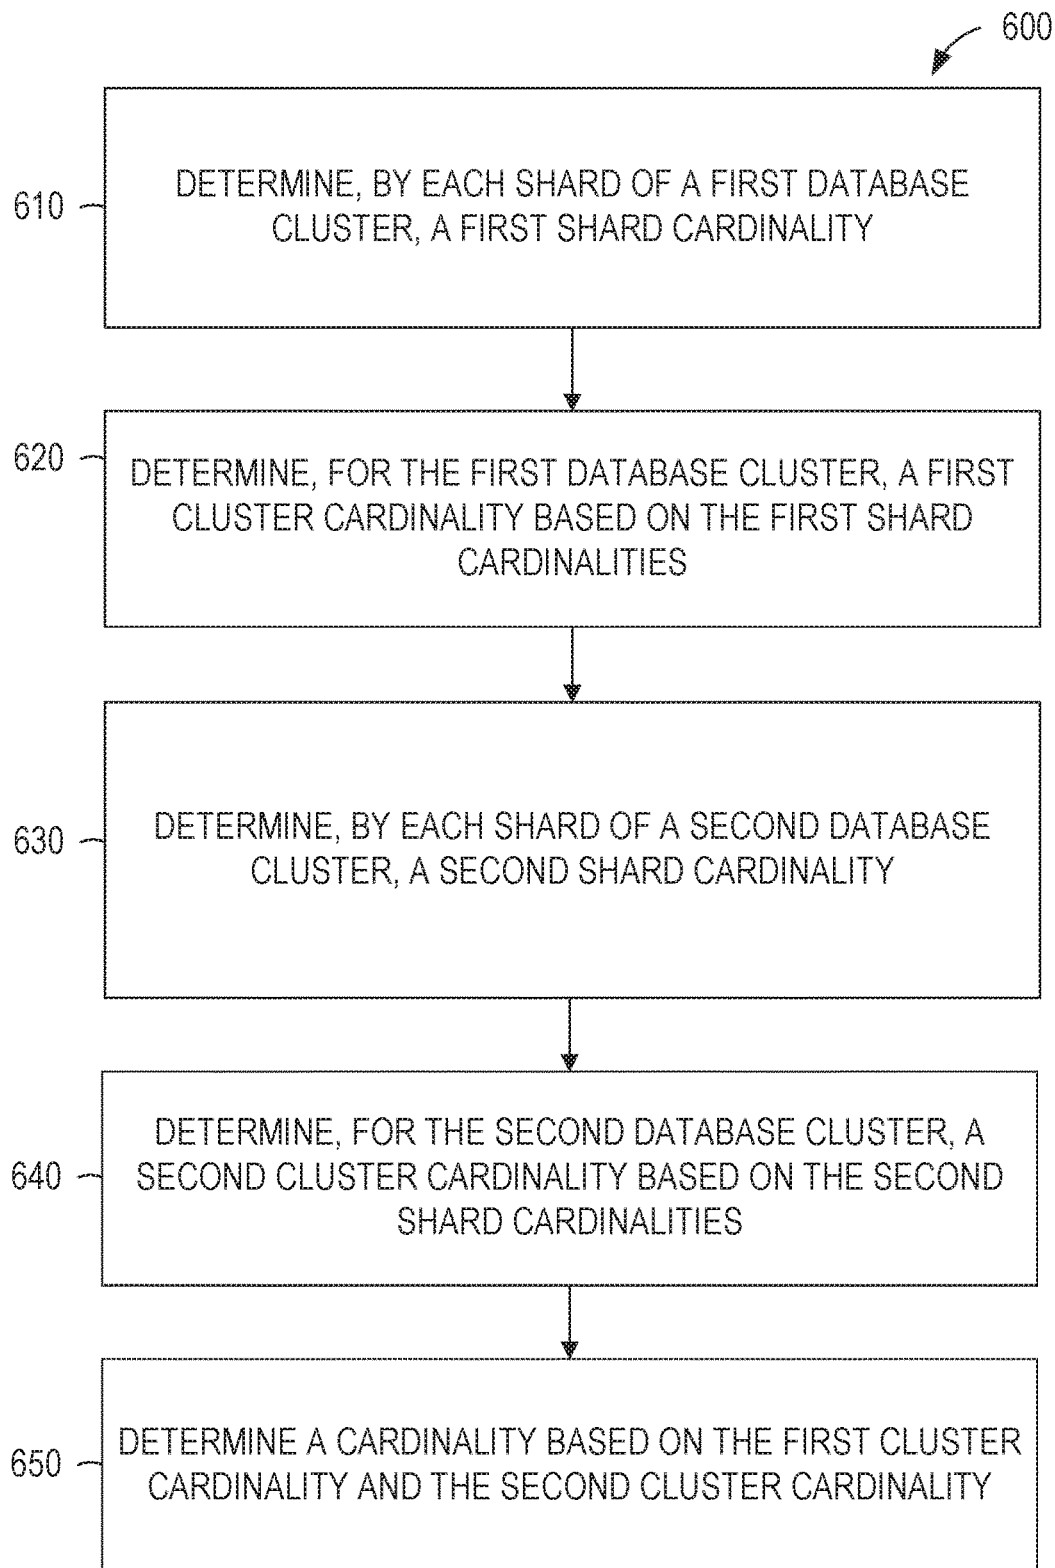 600
610
DETERMINE, BY EACH SHARD OF A FIRST DATABASE
CLUSTER, A FIRST SHARD CARDINALITY
620
DETERMINE, FOR THE FIRST DATABASE CLUSTER, A FIRST
CLUSTER CARDINALITY BASED ON THE FIRST SHARD
CARDINALITIES
630
DETERMINE, BY EACH SHARD OF A SECOND DATABASE
CLUSTER, A SECOND SHARD CARDINALITY
640
DETERMINE, FOR THE SECOND DATABASE CLUSTER, A
SECOND CLUSTER CARDINALITY BASED ON THE SECOND
SHARD CARDINALITIES
650
DETERMINE A CARDINALITY BASED ON THE FIRST CLUSTER
CARDINALITY AND THE SECOND CLUSTER CARDINALITY